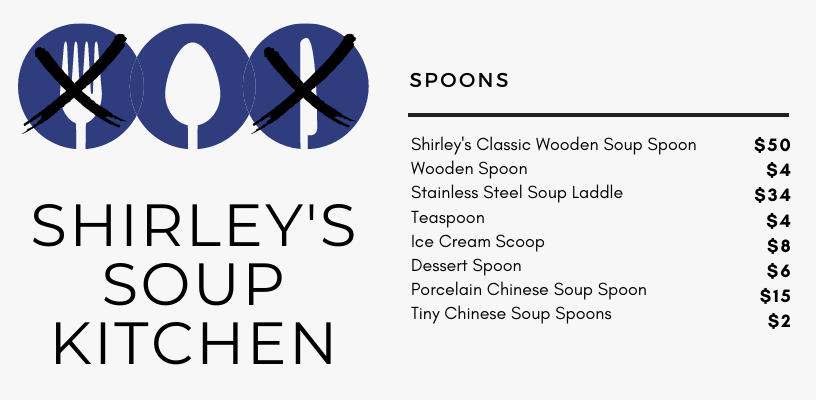 SHIRLEY'S
SOUP
KITCHEN
SPOONS
Shirley's Classic Wooden Soup Spoon $50
Wooden Spoon $4
Stainless Steel Soup Laddle $34
Teaspoon $4
Ice Cream Scoop $8
Dessert Spoon $6
Porcelain Chinese Soup Spoon $15
Tiny Chinese Soup Spoons $2